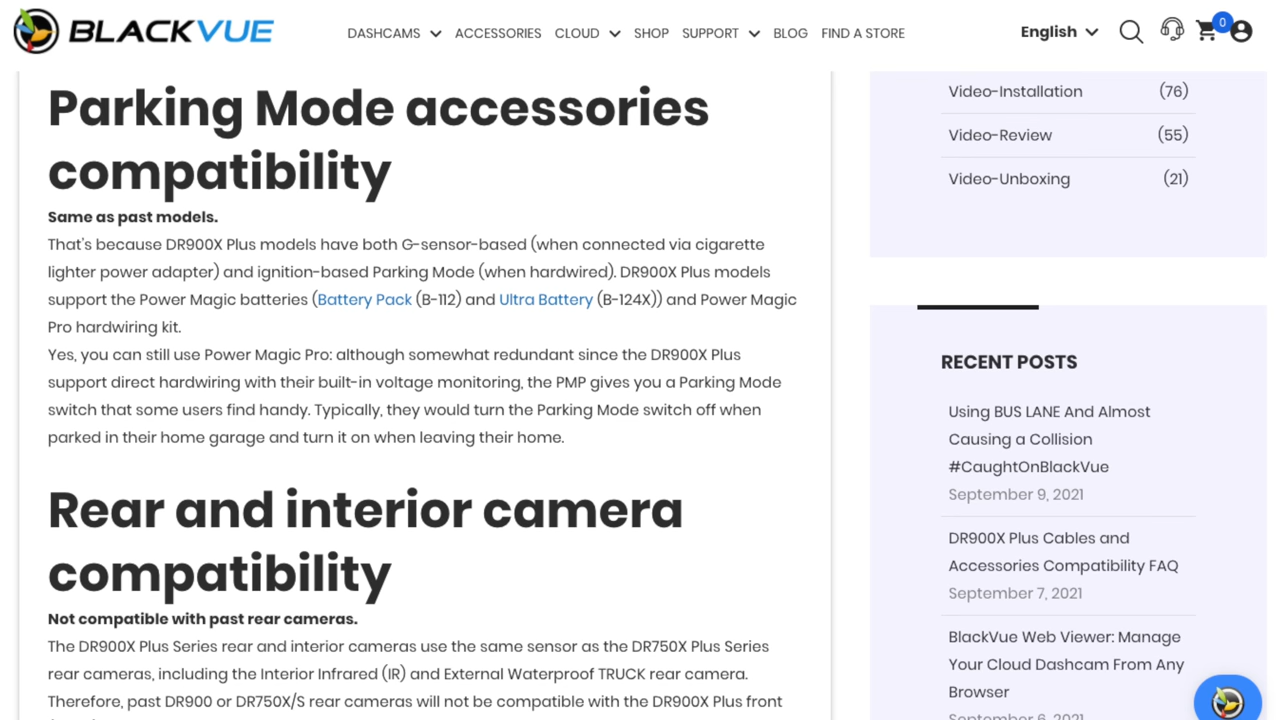 BLACKVUE
DASHCAMS ACCESSORIES CLOUD SHOP SUPPORT BLOG FIND A STORE English 0
Parking Mode accessories
compatibility
Same as past models.
That's because DR900X Plus models have both G-sensor-based (when connected via cigarette
lighter power adapter) and ignition-based Parking Mode (when hardwired). DR900X Plus models
support the Power Magic batteries (Battery Pack (B-112) and Ultra Battery (B-124X)) and Power Magic
Pro hardwiring kit.
Yes, you can still use Power Magic Pro: although somewhat redundant since the DR900X Plus
support direct hardwiring with their built-in voltage monitoring, the PMP gives you a Parking Mode
switch that some users find handy. Typically, they would turn the Parking Mode switch off when
parked in their home garage and turn it on when leaving their home.
Rear and interior camera
compatibility
Not compatible with past rear cameras.
The DR900X Plus Series rear and interior cameras use the same sensor as the DR750X Plus Series
rear cameras, including the Interior Infrared (IR) and External Waterproof TRUCK rear camera.
Therefore, past DR900 or DR750X/S rear cameras will not be compatible with the DR900X Plus front
Video-Installation (76)
Video-Review (55)
Video-Unboxing (21)
RECENT POSTS
Using BUS LANE And Almost
Causing a Collision
#CaughtOnBlackVue
September 9, 2021
DR900X Plus Cables and
Accessories Compatibility FAQ
September 7, 2021
BlackVue Web Viewer: Manage
Your Cloud Dashcam From Any
Browser
September 6, 2021